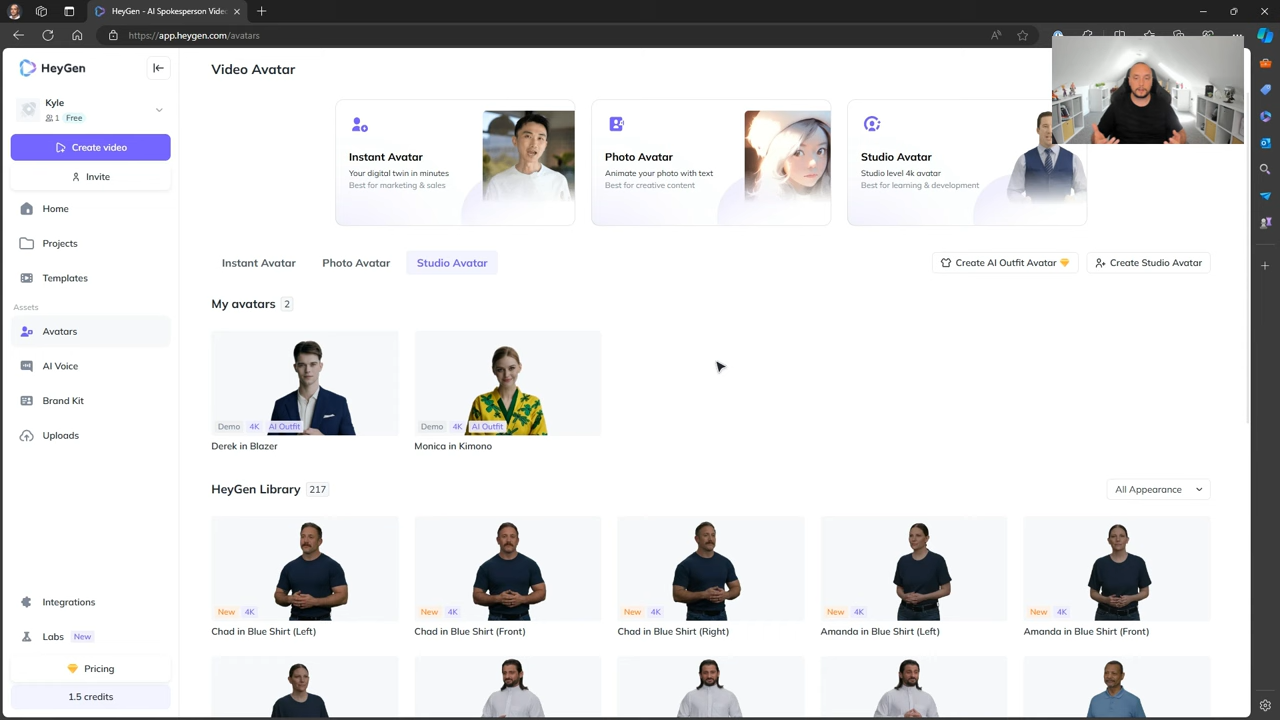 HeyGen - AI Spokesperson Video
https://app.heygen.com/avatars
HeyGen
Kyle
1 Free
Create video
Invite
Home
Projects
Templates
Assets
Avatars
AI Voice
Brand Kit
Uploads
Integrations
Labs New
Pricing
1.5 credits
Video Avatar
Instant Avatar
Your digital twin in minutes
Best for marketing & sales
Photo Avatar
Animate your photo with text
Best for creative content
Studio Avatar
Studio level 4k avatar
Best for learning & development
Instant Avatar Photo Avatar Studio Avatar
Create AI Outfit Avatar Create Studio Avatar
My avatars 2
Demo 4K AI Outfit
Derek in Blazer
Demo 4K AI Outfit
Monica in Kimono
HeyGen Library 217
All Appearance
New 4K
Chad in Blue Shirt (Left)
New 4K
Chad in Blue Shirt (Front)
New 4K
Chad in Blue Shirt (Right)
New 4K
Amanda in Blue Shirt (Left)
New 4K
Amanda in Blue Shirt (Front)